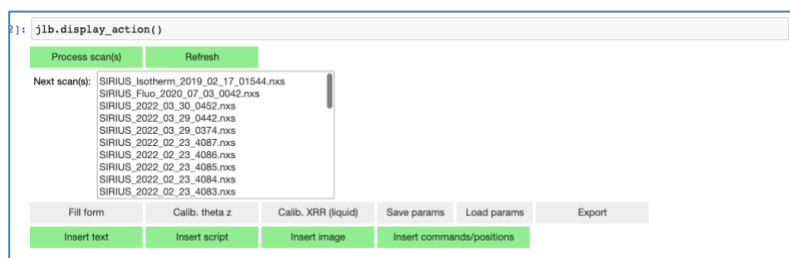 2]: jlb.display_action()
Process scan(s) Refresh
Next scan(s): SIRIUS_Isotherm_2019_02_17_01544.nxs
SIRIUS_Fluo_2020_07_03_0042.nxs
SIRIUS_2022_03_30_0452.nxs
SIRIUS_2022_03_29_0442.nxs
SIRIUS_2022_03_29_0374.nxs
SIRIUS_2022_02_23_4087.nxs
SIRIUS_2022_02_23_4086.nxs
SIRIUS_2022_02_23_4085.nxs
SIRIUS_2022_02_23_4084.nxs
SIRIUS_2022_02_23_4083.nxs
Fill form Calib. theta z Calib. XRR (liquid) Save params Load params Export
Insert text Insert script Insert image Insert commands/positions